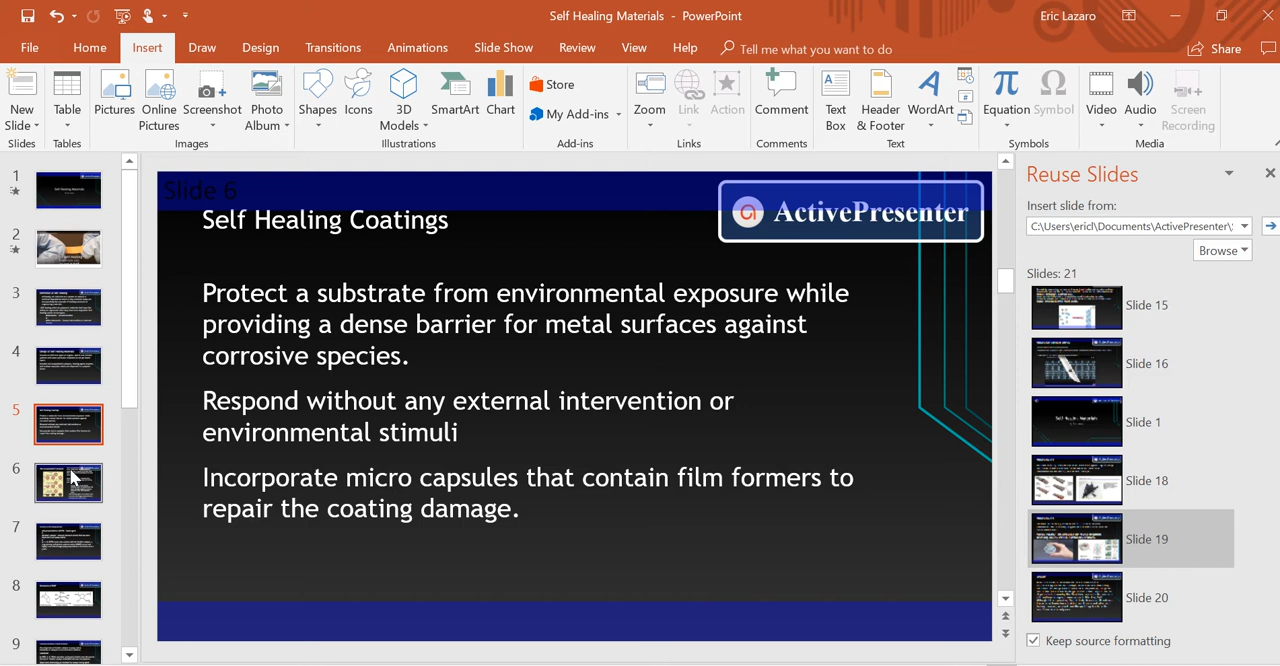 Self Healing Materials - PowerPoint
Eric Lazaro
File Home Insert Draw Design Transitions Animations Slide Show Review View Help Tell me what you want to do
Share
New Slide
Slides
Table
Tables
Pictures
Online Pictures
Screenshot
Photo Album
Images
Shapes
Icons
3D Models
SmartArt
Chart
Illustrations
Store
My Add-ins
Add-ins
Zoom
Link
Action
Links
Comment
Comments
Text Box
Header & Footer
WordArt
Text
Equation
Symbol
Symbols
Video
Audio
Screen Recording
Media
1
2
3
4
5
6
7
8
9
Slide 6
ActivePresenter
Self Healing Coatings
Protect a substrate from environmental exposure while
providing a dense barrier for metal surfaces against
corrosive species.
Respond without any external intervention or
environmental stimuli
Incorporate micro capsules that contain film formers to
repair the coating damage.
Reuse Slides
Insert slide from:
C:\Users\ericl\Documents\ActivePresenter\
Browse
Slides: 21
Slide 15
Slide 16
Self Healing Materials
Slide 1
Slide 18
Slide 19
Slide 20
Keep source formatting